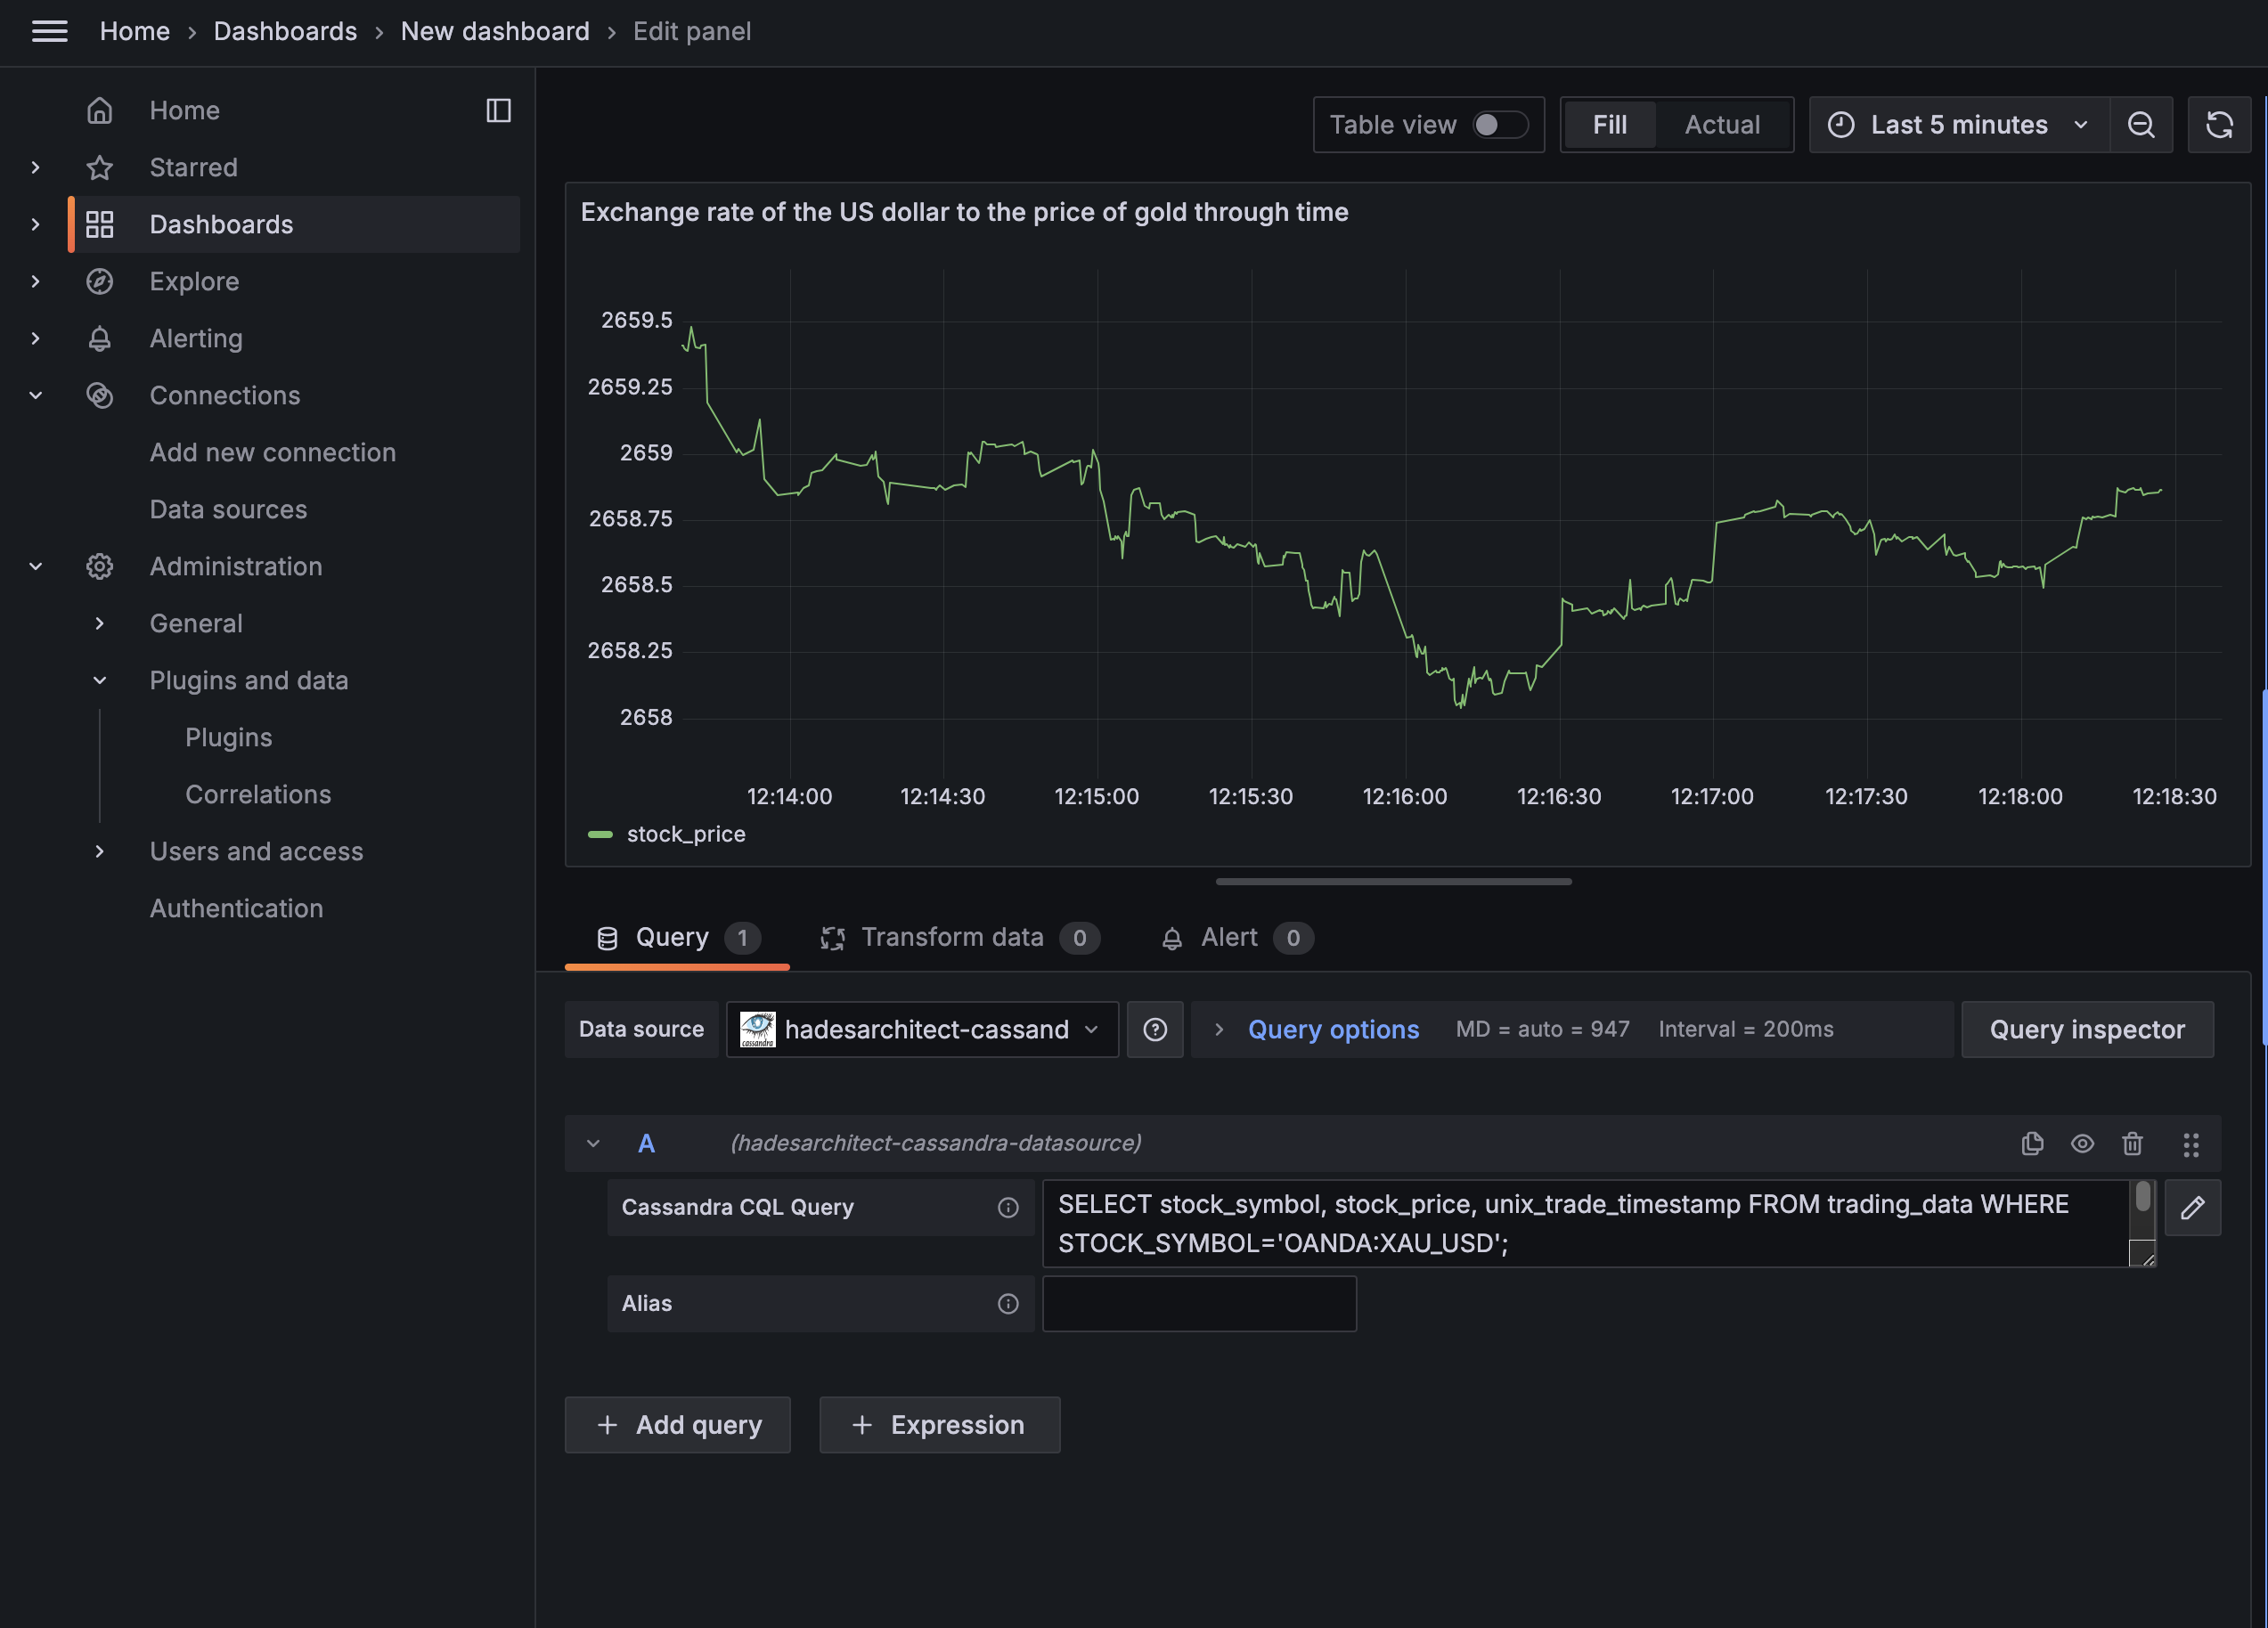 Home › Dashboards › New dashboard › Edit panel
Home
Starred
Dashboards
Explore
Alerting
Connections
Add new connection
Data sources
Administration
General
Plugins and data
Plugins
Correlations
Users and access
Authentication
Table view
Fill
Actual
Last 5 minutes
Exchange rate of the US dollar to the price of gold through time
2659.5
2659.25
2659
2658.75
2658.5
2658.25
2658
12:14:00 12:14:30 12:15:00 12:15:30 12:16:00 12:16:30 12:17:00 12:17:30 12:18:00 12:18:30
stock_price
Query 1
Transform data 0
Alert 0
Data source
cassandra
hadesarchitect-cassand
Query options
MD = auto = 947
Interval = 200ms
Query inspector
A
(hadesarchitect-cassandra-datasource)
Cassandra CQL Query
SELECT stock_symbol, stock_price, unix_trade_timestamp FROM trading_data WHERE
STOCK_SYMBOL='OANDA:XAU_USD';
Alias
+ Add query
+ Expression